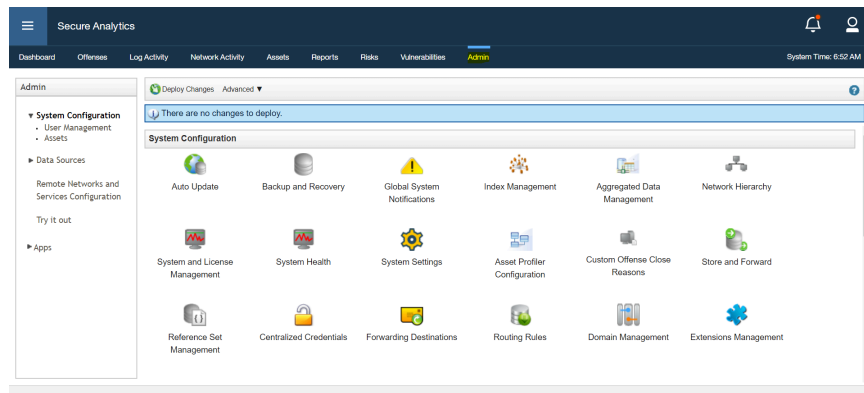 Secure Analytics
Dashboard Offenses Log Activity Network Activity Assets Reports Risks Vulnerabilities Admin System Time: 6:52 AM
Admin
▼ System Configuration
• User Management
• Assets
▶ Data Sources
Remote Networks and
Services Configuration
Try it out
▶ Apps
Deploy Changes Advanced ▼
There are no changes to deploy.
System Configuration
Auto Update
Backup and Recovery
Global System
Notifications
Index Management
Aggregated Data
Management
Network Hierarchy
System and License
Management
System Health
System Settings
Asset Profiler
Configuration
Custom Offense Close
Reasons
Store and Forward
Reference Set
Management
Centralized Credentials
Forwarding Destinations
Routing Rules
Domain Management
Extensions Management